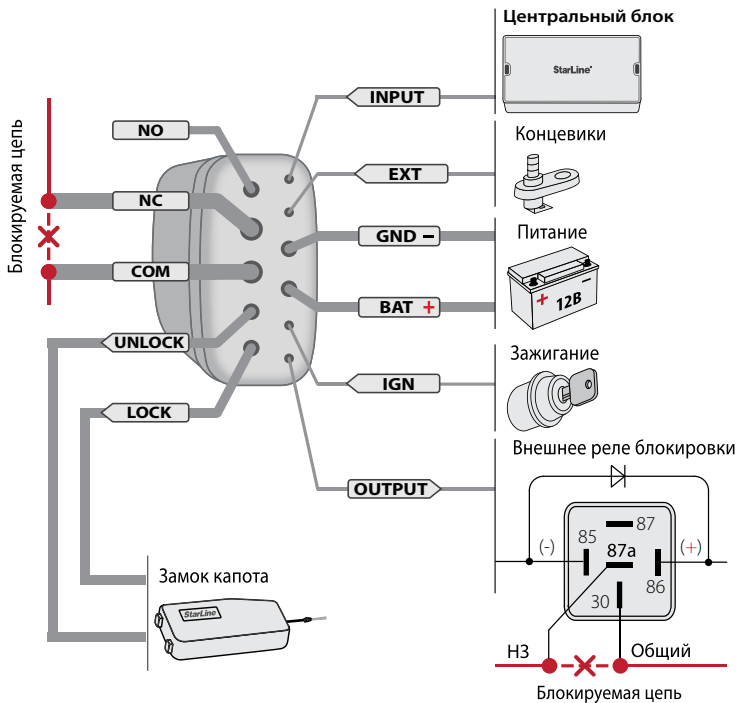 Центральный блок
StarLine
INPUT
Концевики
NO
EXT
Блокируемая цепь
NC
GND –
Питание
COM
BAT +
+ 12В –
UNLOCK
Зажигание
IGN
LOCK
Внешнее реле блокировки
OUTPUT
87
85
(-)
87a
(+)
86
30
Замок капота
StarLine
НЗ
Общий
Блокируемая цепь